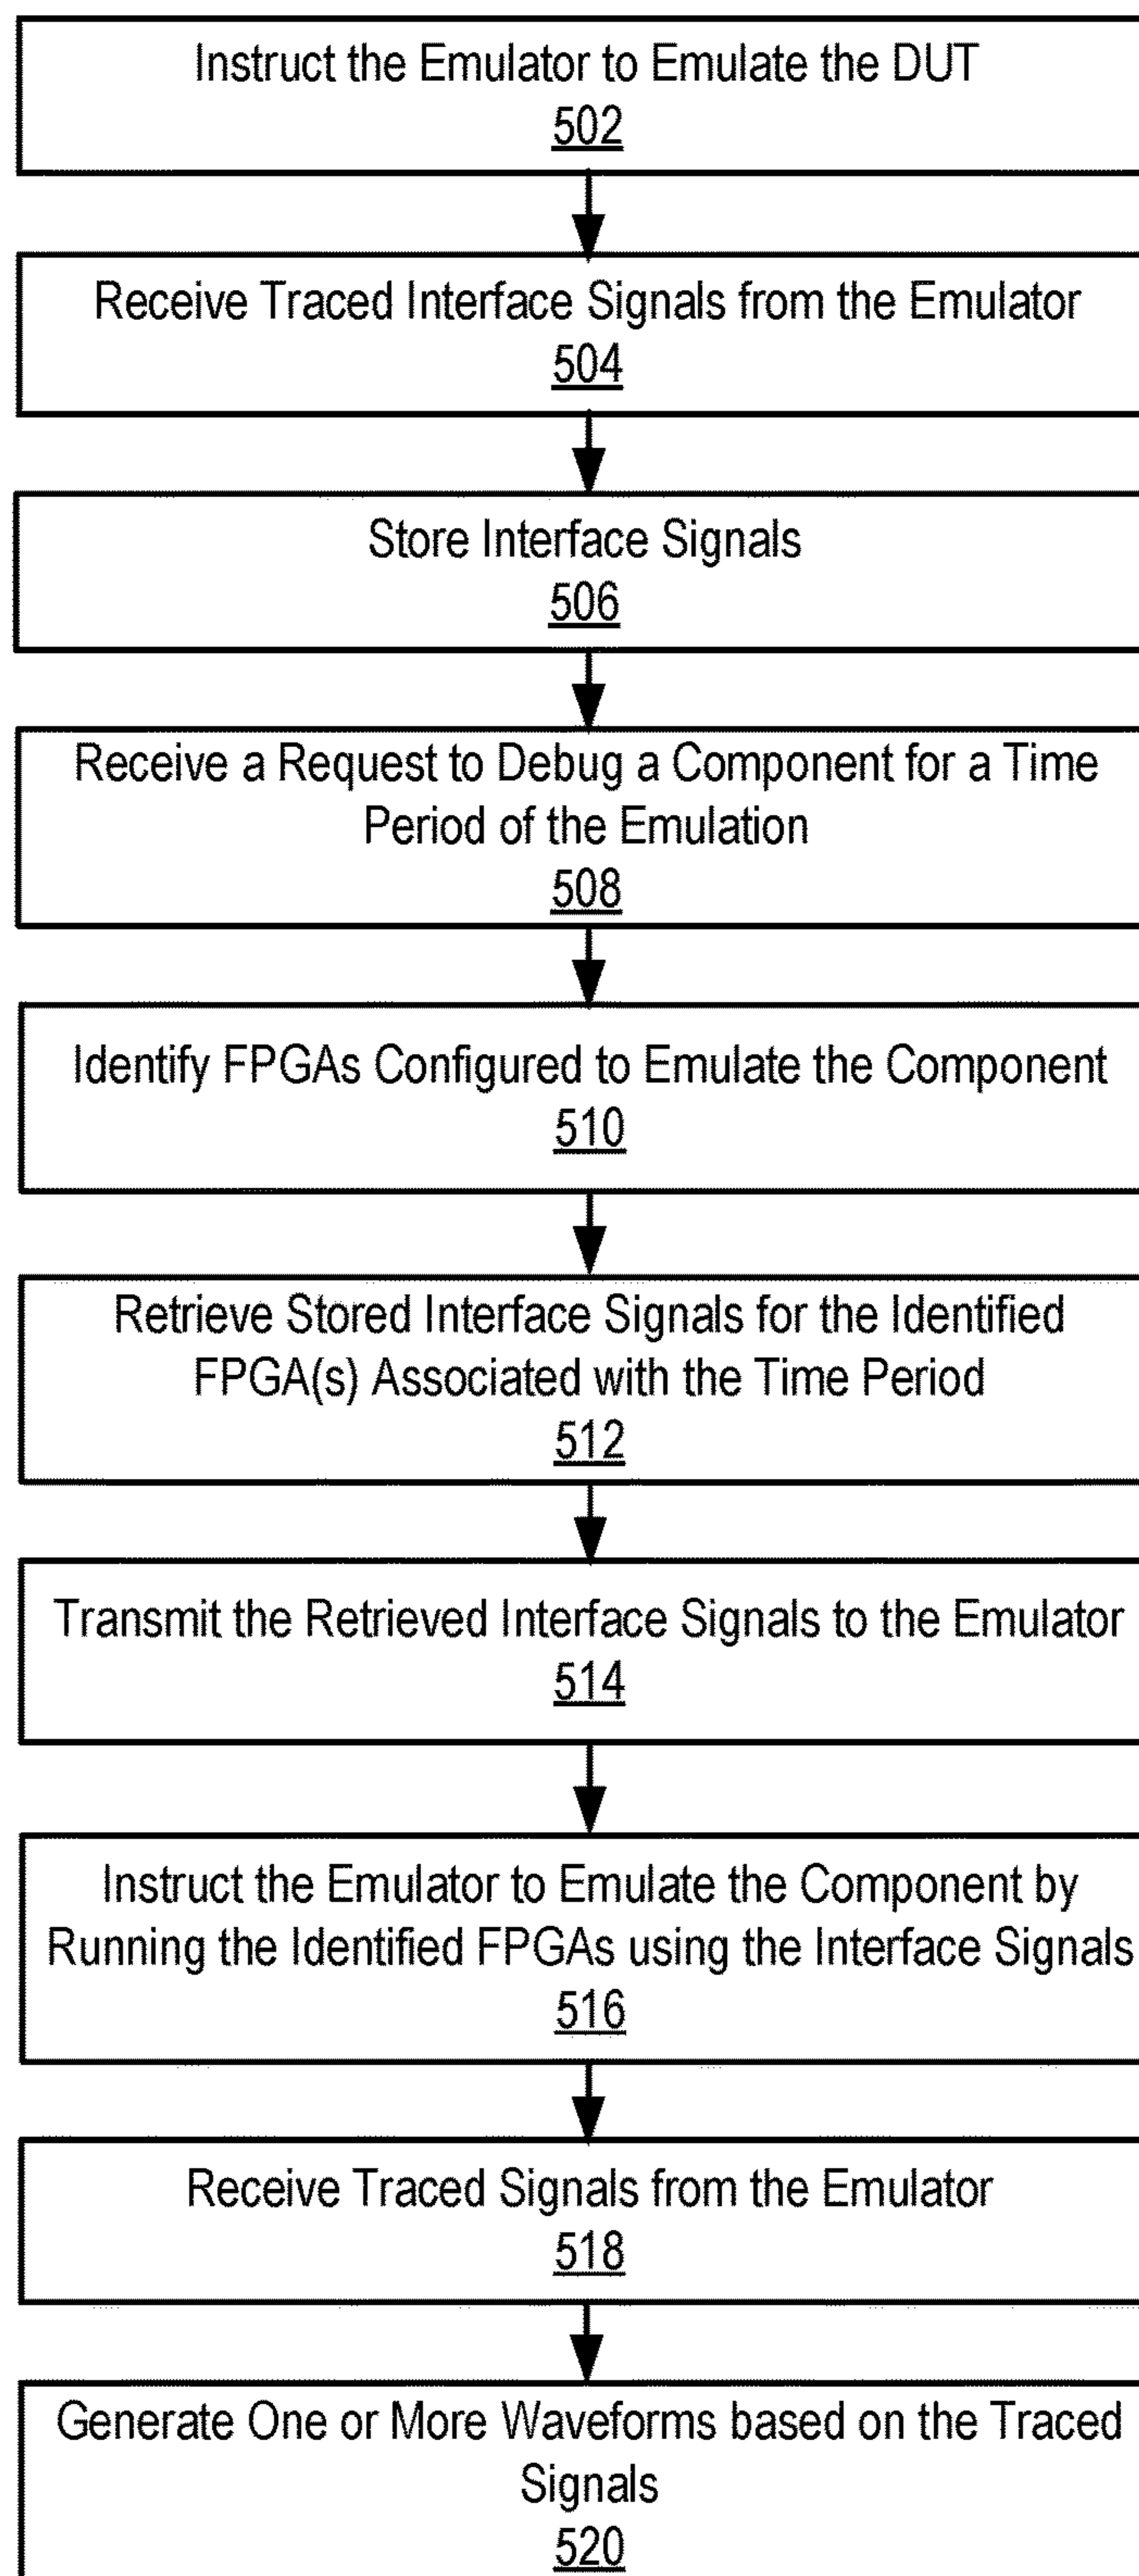 Instruct the Emulator to Emulate the DUT
502
Receive Traced Interface Signals from the Emulator
504
Store Interface Signals
506
Receive a Request to Debug a Component for a Time
Period of the Emulation
508
Identify FPGAs Configured to Emulate the Component
510
Retrieve Stored Interface Signals for the Identified
FPGA(s) Associated with the Time Period
512
Transmit the Retrieved Interface Signals to the Emulator
514
Instruct the Emulator to Emulate the Component by
Running the Identified FPGAs using the Interface Signals
516
Receive Traced Signals from the Emulator
518
Generate One or More Waveforms based on the Traced
Signals
520